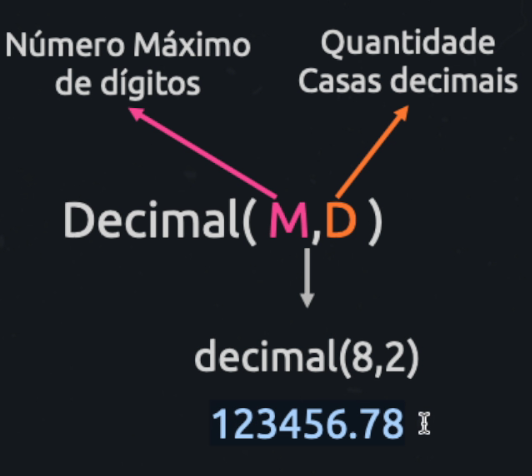 Número Máximo
de dígitos
Quantidade
Casas decimais
Decimal( M,D )
decimal(8,2)
123456.78